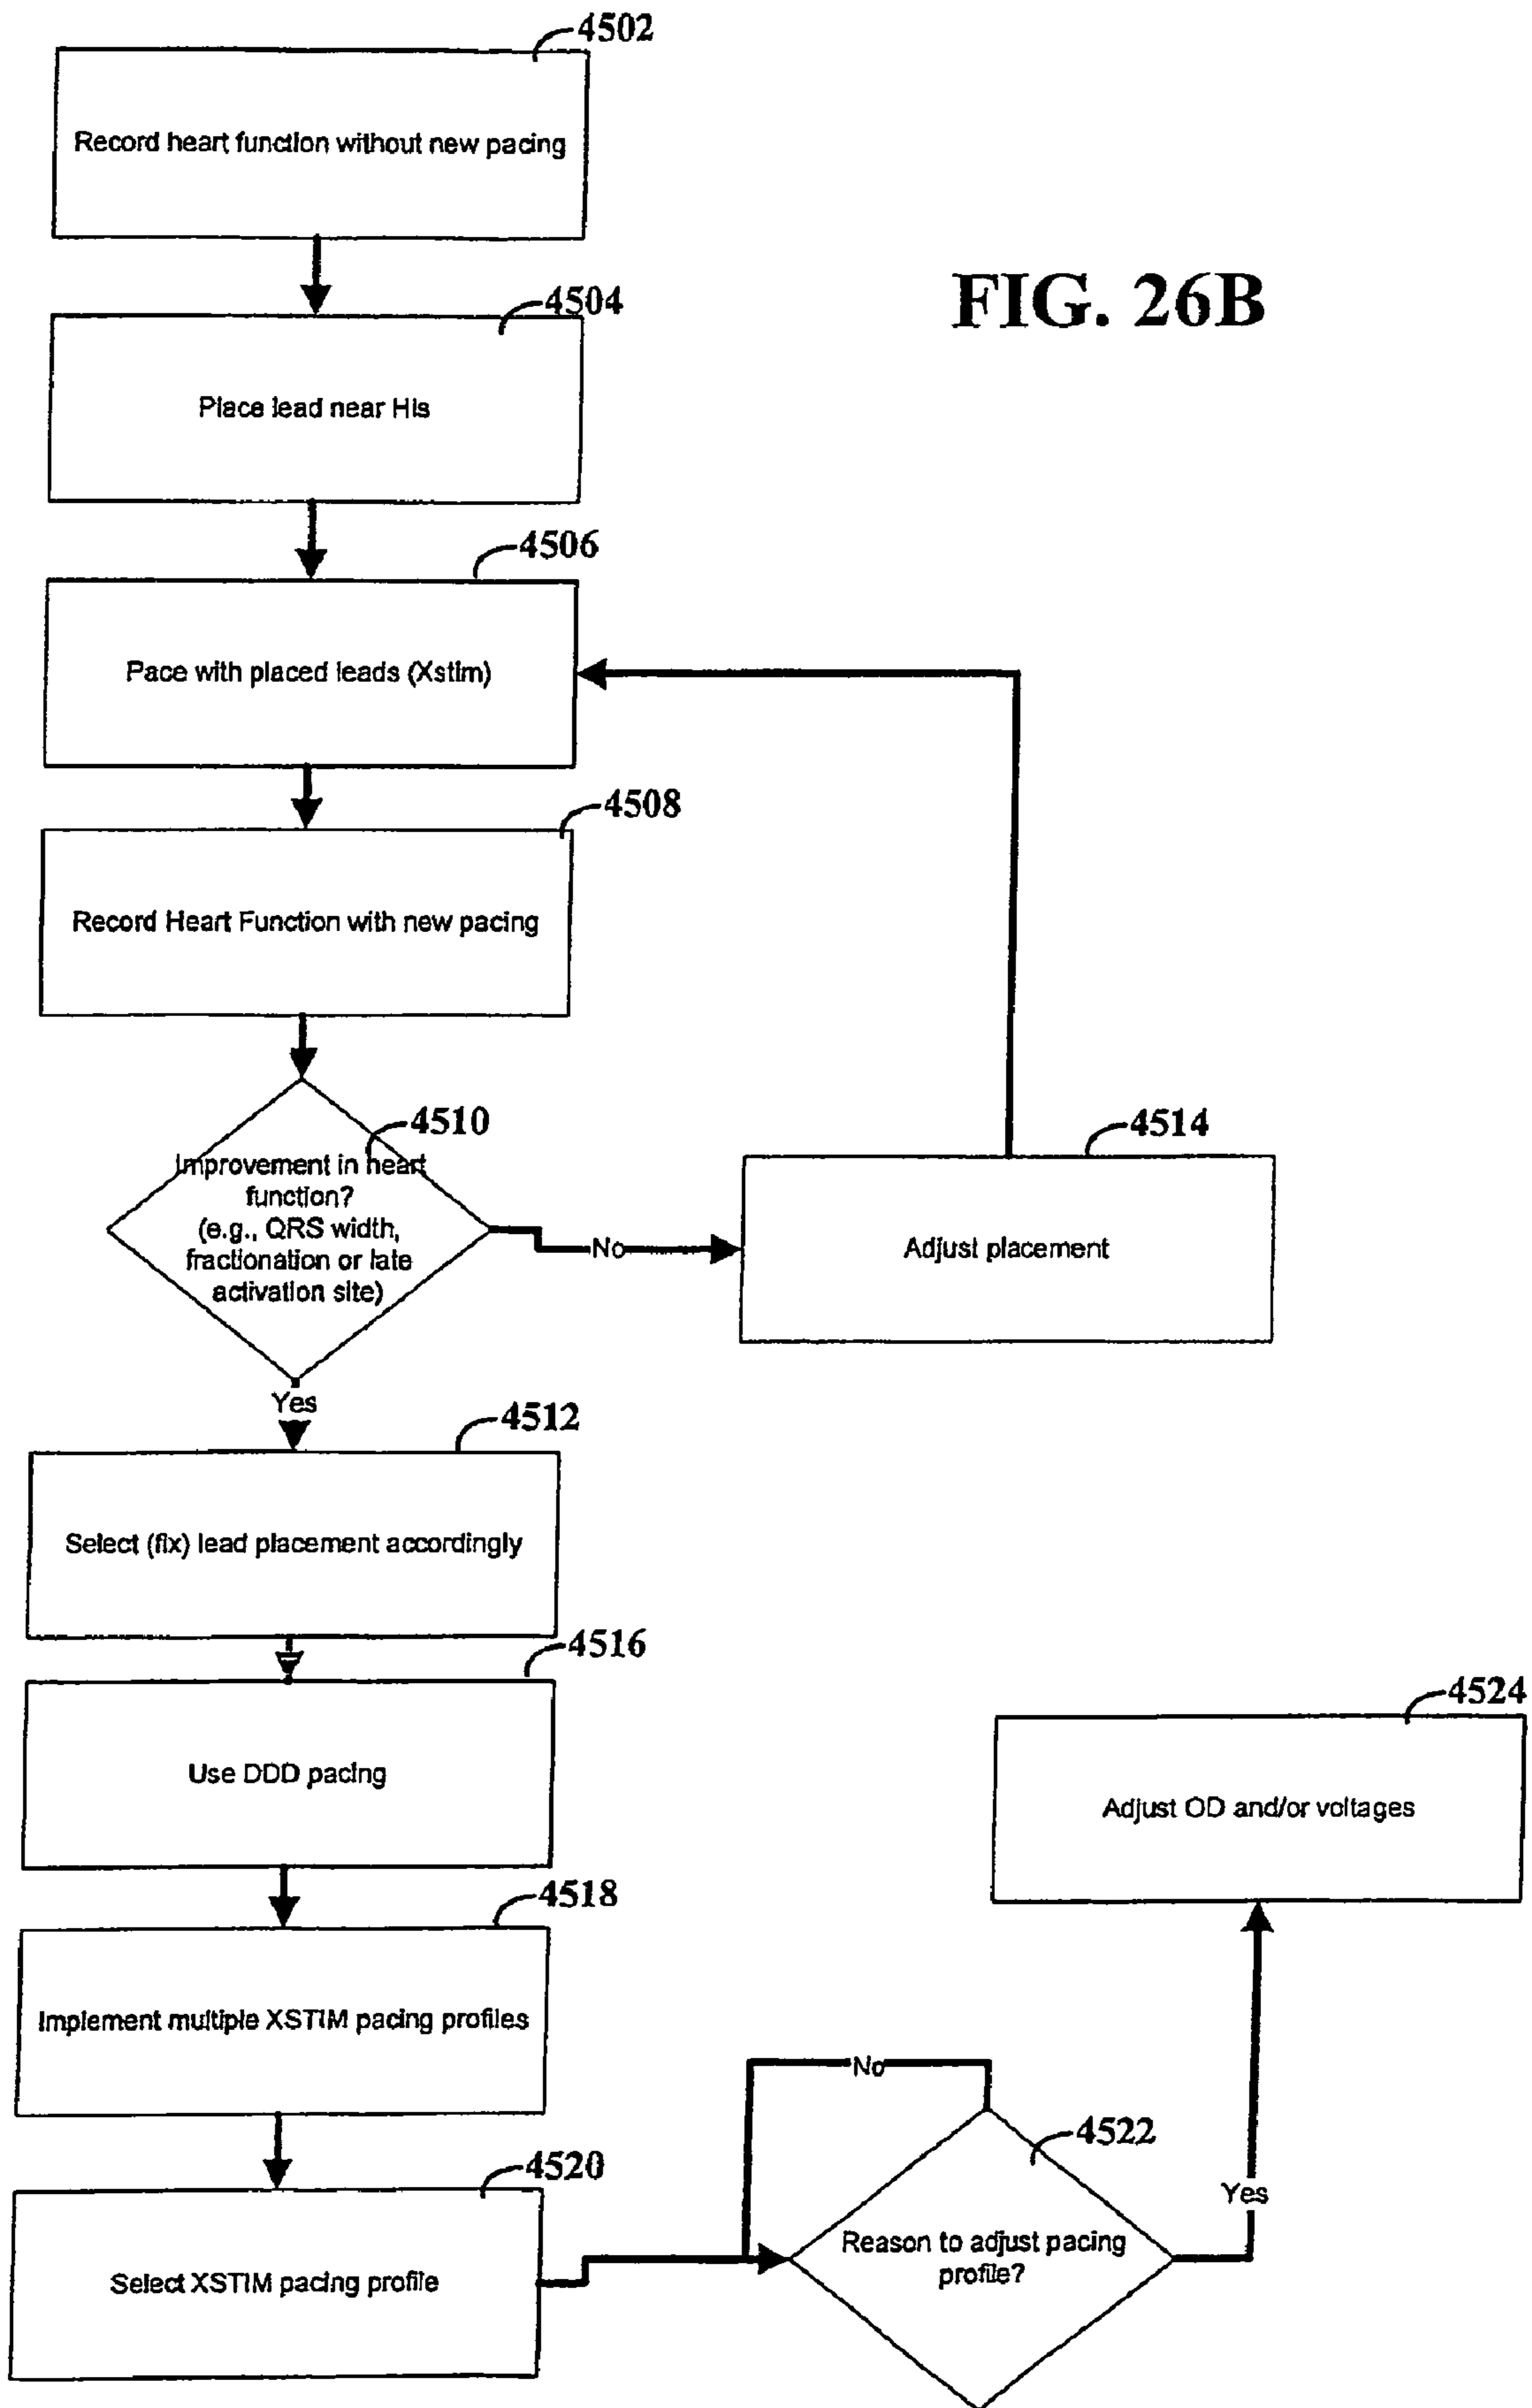 4502
Record heart function without new pacing
FIG. 26B
4504
Place lead near His
4506
Pace with placed leads (Xstim)
4508
Record Heart Function with new pacing
4510
Improvement in heart
function?
(e.g., QRS width,
fractionation or late
activation site)
No
4514
Adjust placement
Yes
4512
Select (fix) lead placement accordingly
4516
Use DDD pacing
4518
Implement multiple XSTIM pacing profiles
4520
Select XSTIM pacing profile
No
4522
Reason to adjust pacing
profile?
Yes
4524
Adjust OD and/or voltages